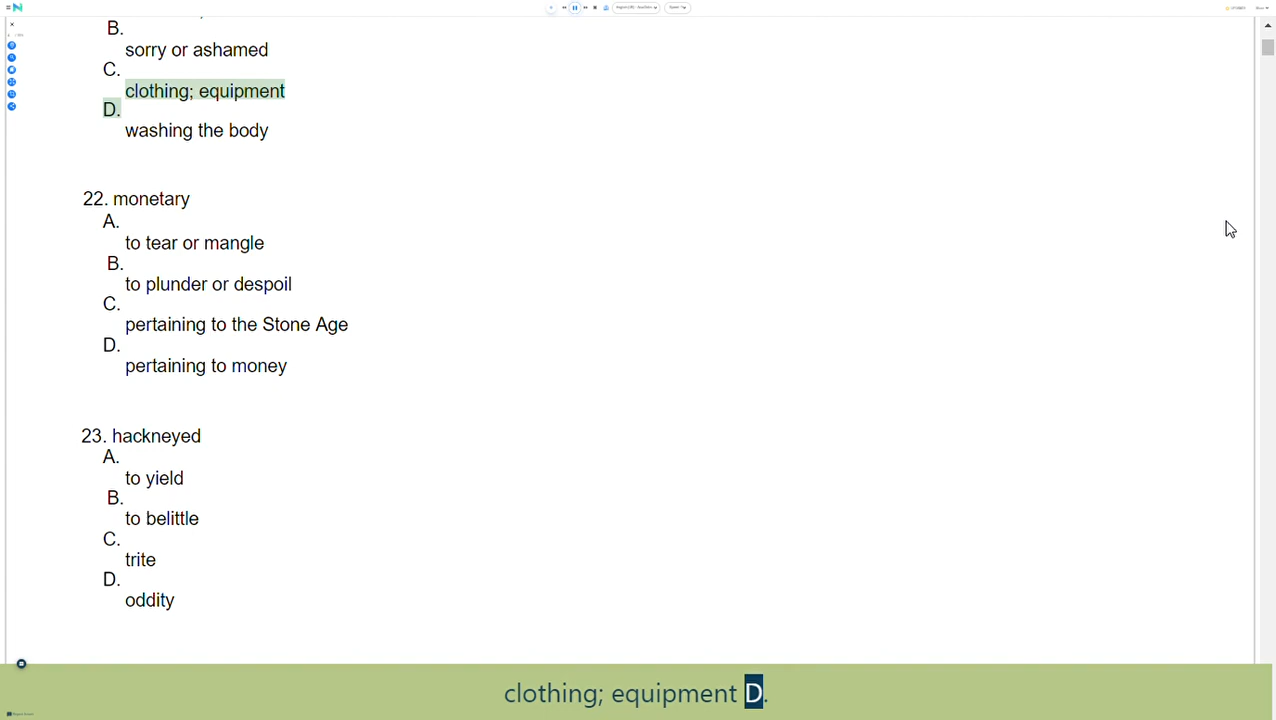 B.
sorry or ashamed
C.
clothing; equipment
D.
washing the body
22. monetary
A.
to tear or mangle
B.
to plunder or despoil
C.
pertaining to the Stone Age
D.
pertaining to money
23. hackneyed
A.
to yield
B.
to belittle
C.
trite
D.
oddity
clothing; equipment D.